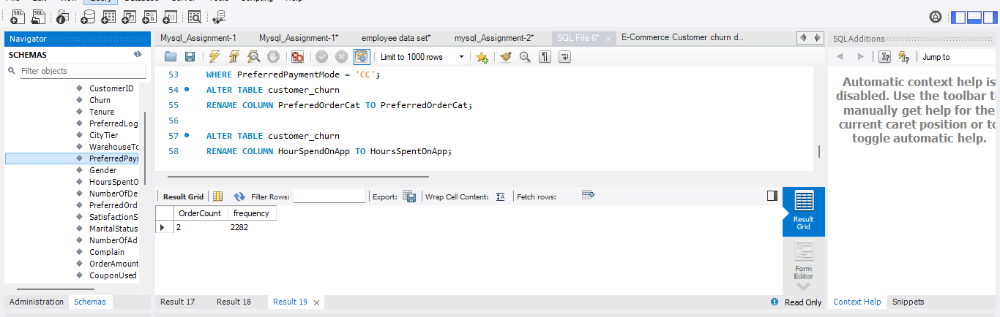 Query
SQL SQL
Navigator
SCHEMAS
Filter objects
CustomerID
Churn
Tenure
PreferredLog
CityTier
WarehouseTo
PreferredPayı
Gender
HoursSpentO
NumberOfDe
PreferredOrd
SatisfactionS
MaritalStatus
NumberOfAd
Complain
OrderAmount
CouponUsed
Administration Schemas
Mysql_Assignment-1 Mysql_Assignment-1* employee data set* mysql_Assignment-2* SQL File 6* E-Commerce Customer churn d...
Limit to 1000 rows
53 WHERE PreferredPaymentMode = 'CC';
54 ALTER TABLE customer_churn
55 RENAME COLUMN PreferedOrderCat TO PreferredOrderCat;
56
57 ALTER TABLE customer_churn
58 RENAME COLUMN HourSpendOnApp TO HoursSpentOnApp;
Result Grid Filter Rows: Export: Wrap Cell Content: Fetch rows:
OrderCount frequency
2 2282
Result
Grid
Form
Editor
Result 17 Result 18 Result 19 Read Only
SQLAdditions
Jump to
Automatic context help is
disabled. Use the toolbar t
manually get help for the
current caret position or to
toggle automatic help.
Context Help Snippets